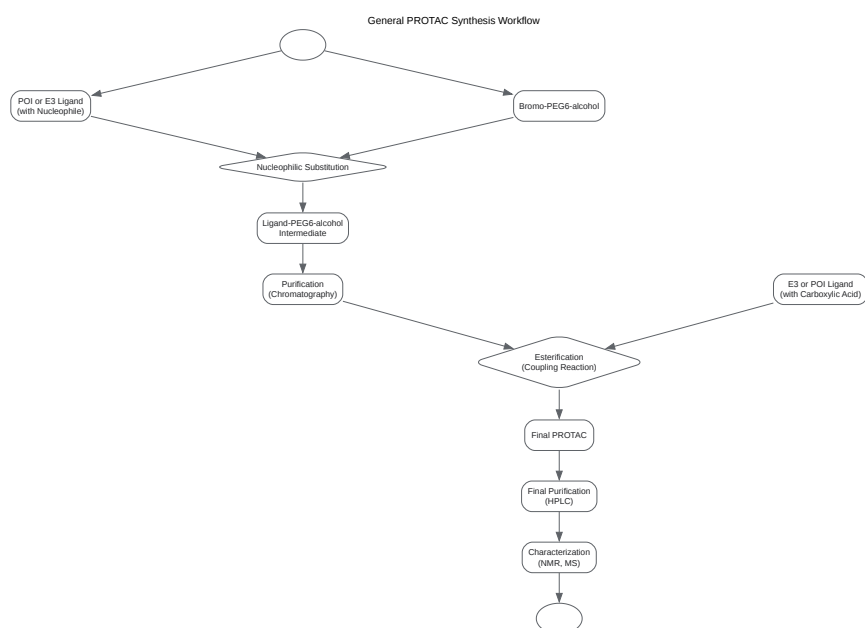 General PROTAC Synthesis Workflow
POI or E3 Ligand
(with Nucleophile)
Bromo-PEG6-alcohol
Nucleophilic Substitution
Ligand-PEG6-alcohol
Intermediate
Purification
(Chromatography)
E3 or POI Ligand
(with Carboxylic Acid)
Esterification
(Coupling Reaction)
Final PROTAC
Final Purification
(HPLC)
Characterization
(NMR, MS)